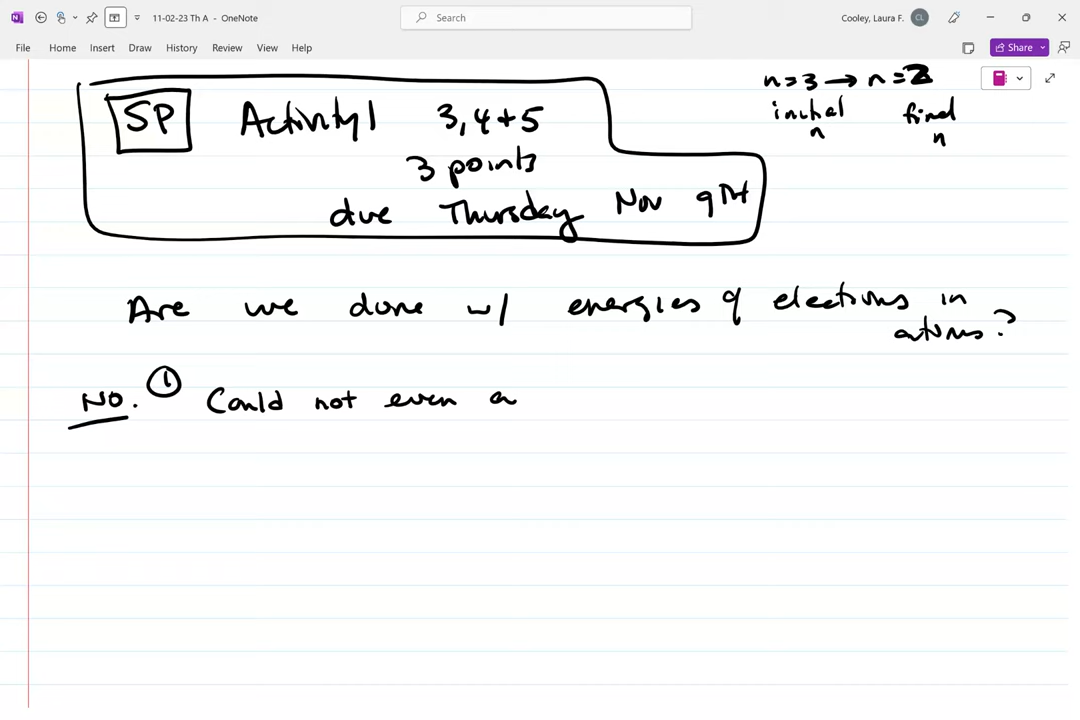 11-02-23 Th A - OneNote
Search
Cooley, Laura F.
CL
File Home Insert Draw History Review View Help
Share
n=3 → n=2
initial n
final n
SP Activity 1 3,4+5
3 points
due Thursday Nov 9th
Are we done w/ energies of electrons in
atoms?
NO. ① Could not even a